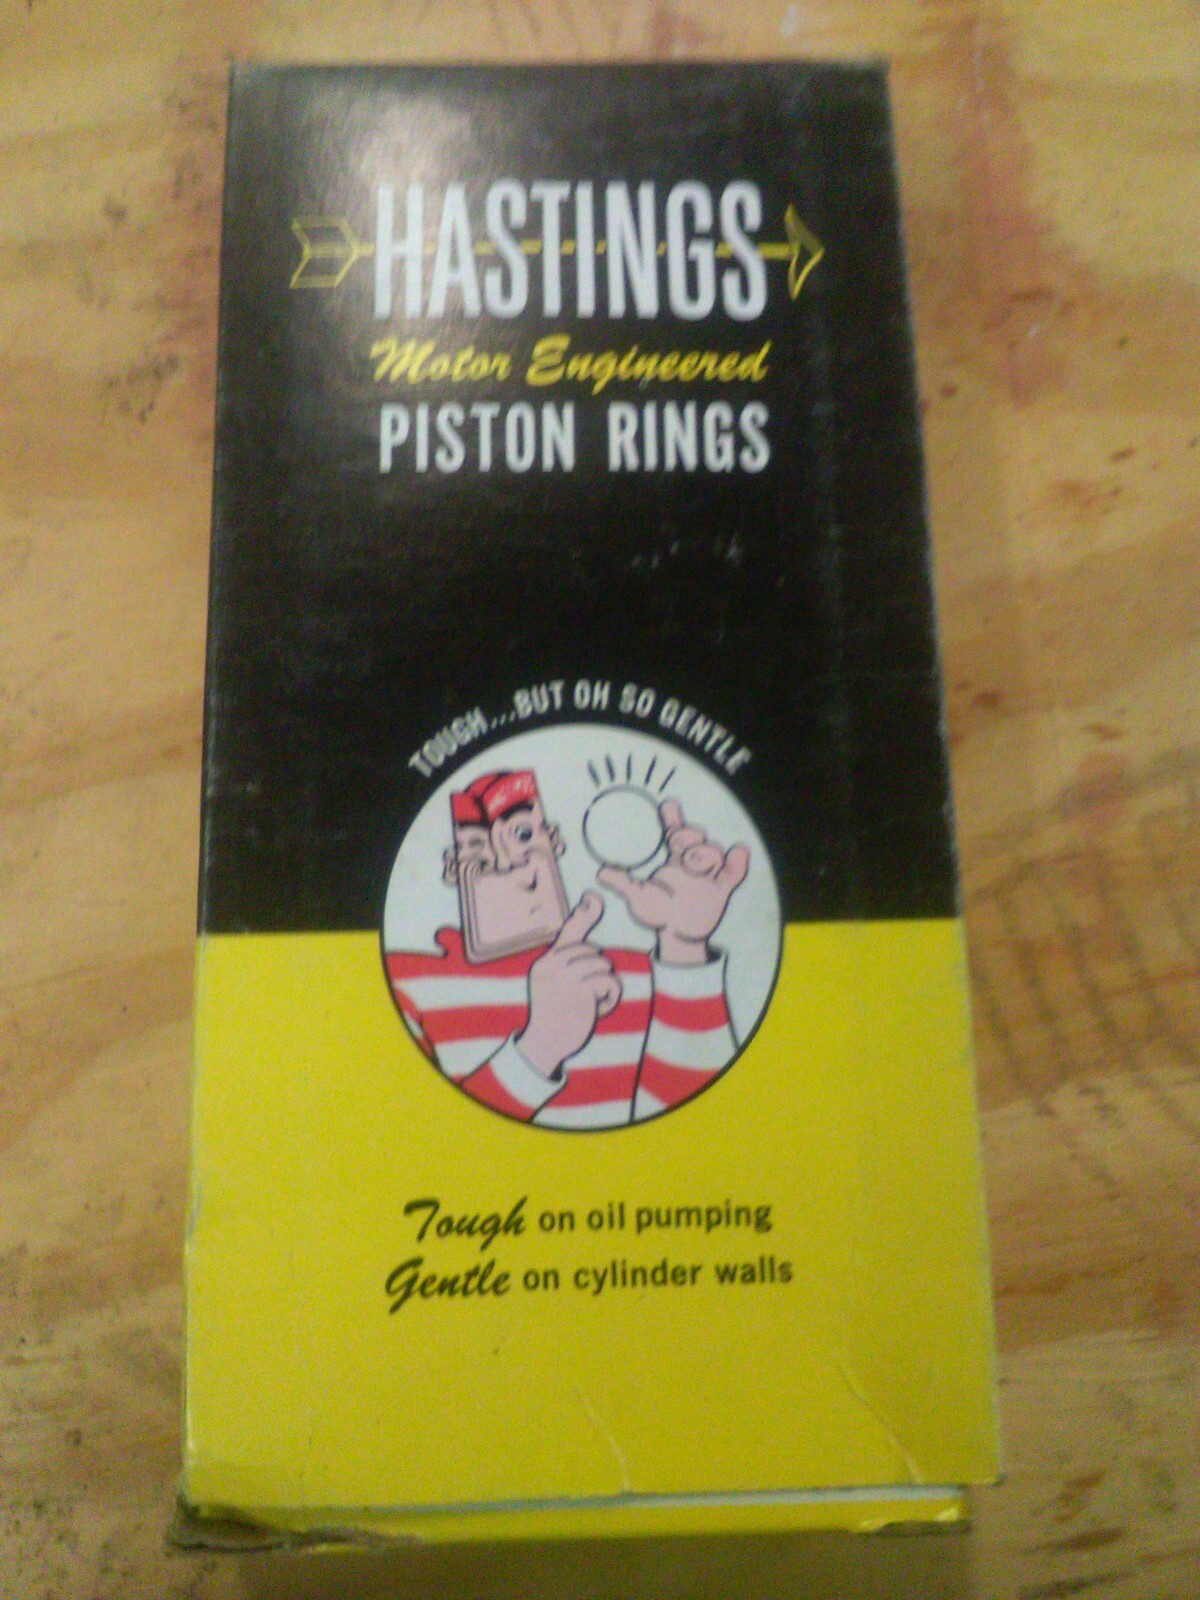 HASTINGS
Motor Engineered
PISTON RINGS
TOUGH...BUT OH SO GENTLE
Tough on oil pumping
Gentle on cylinder walls